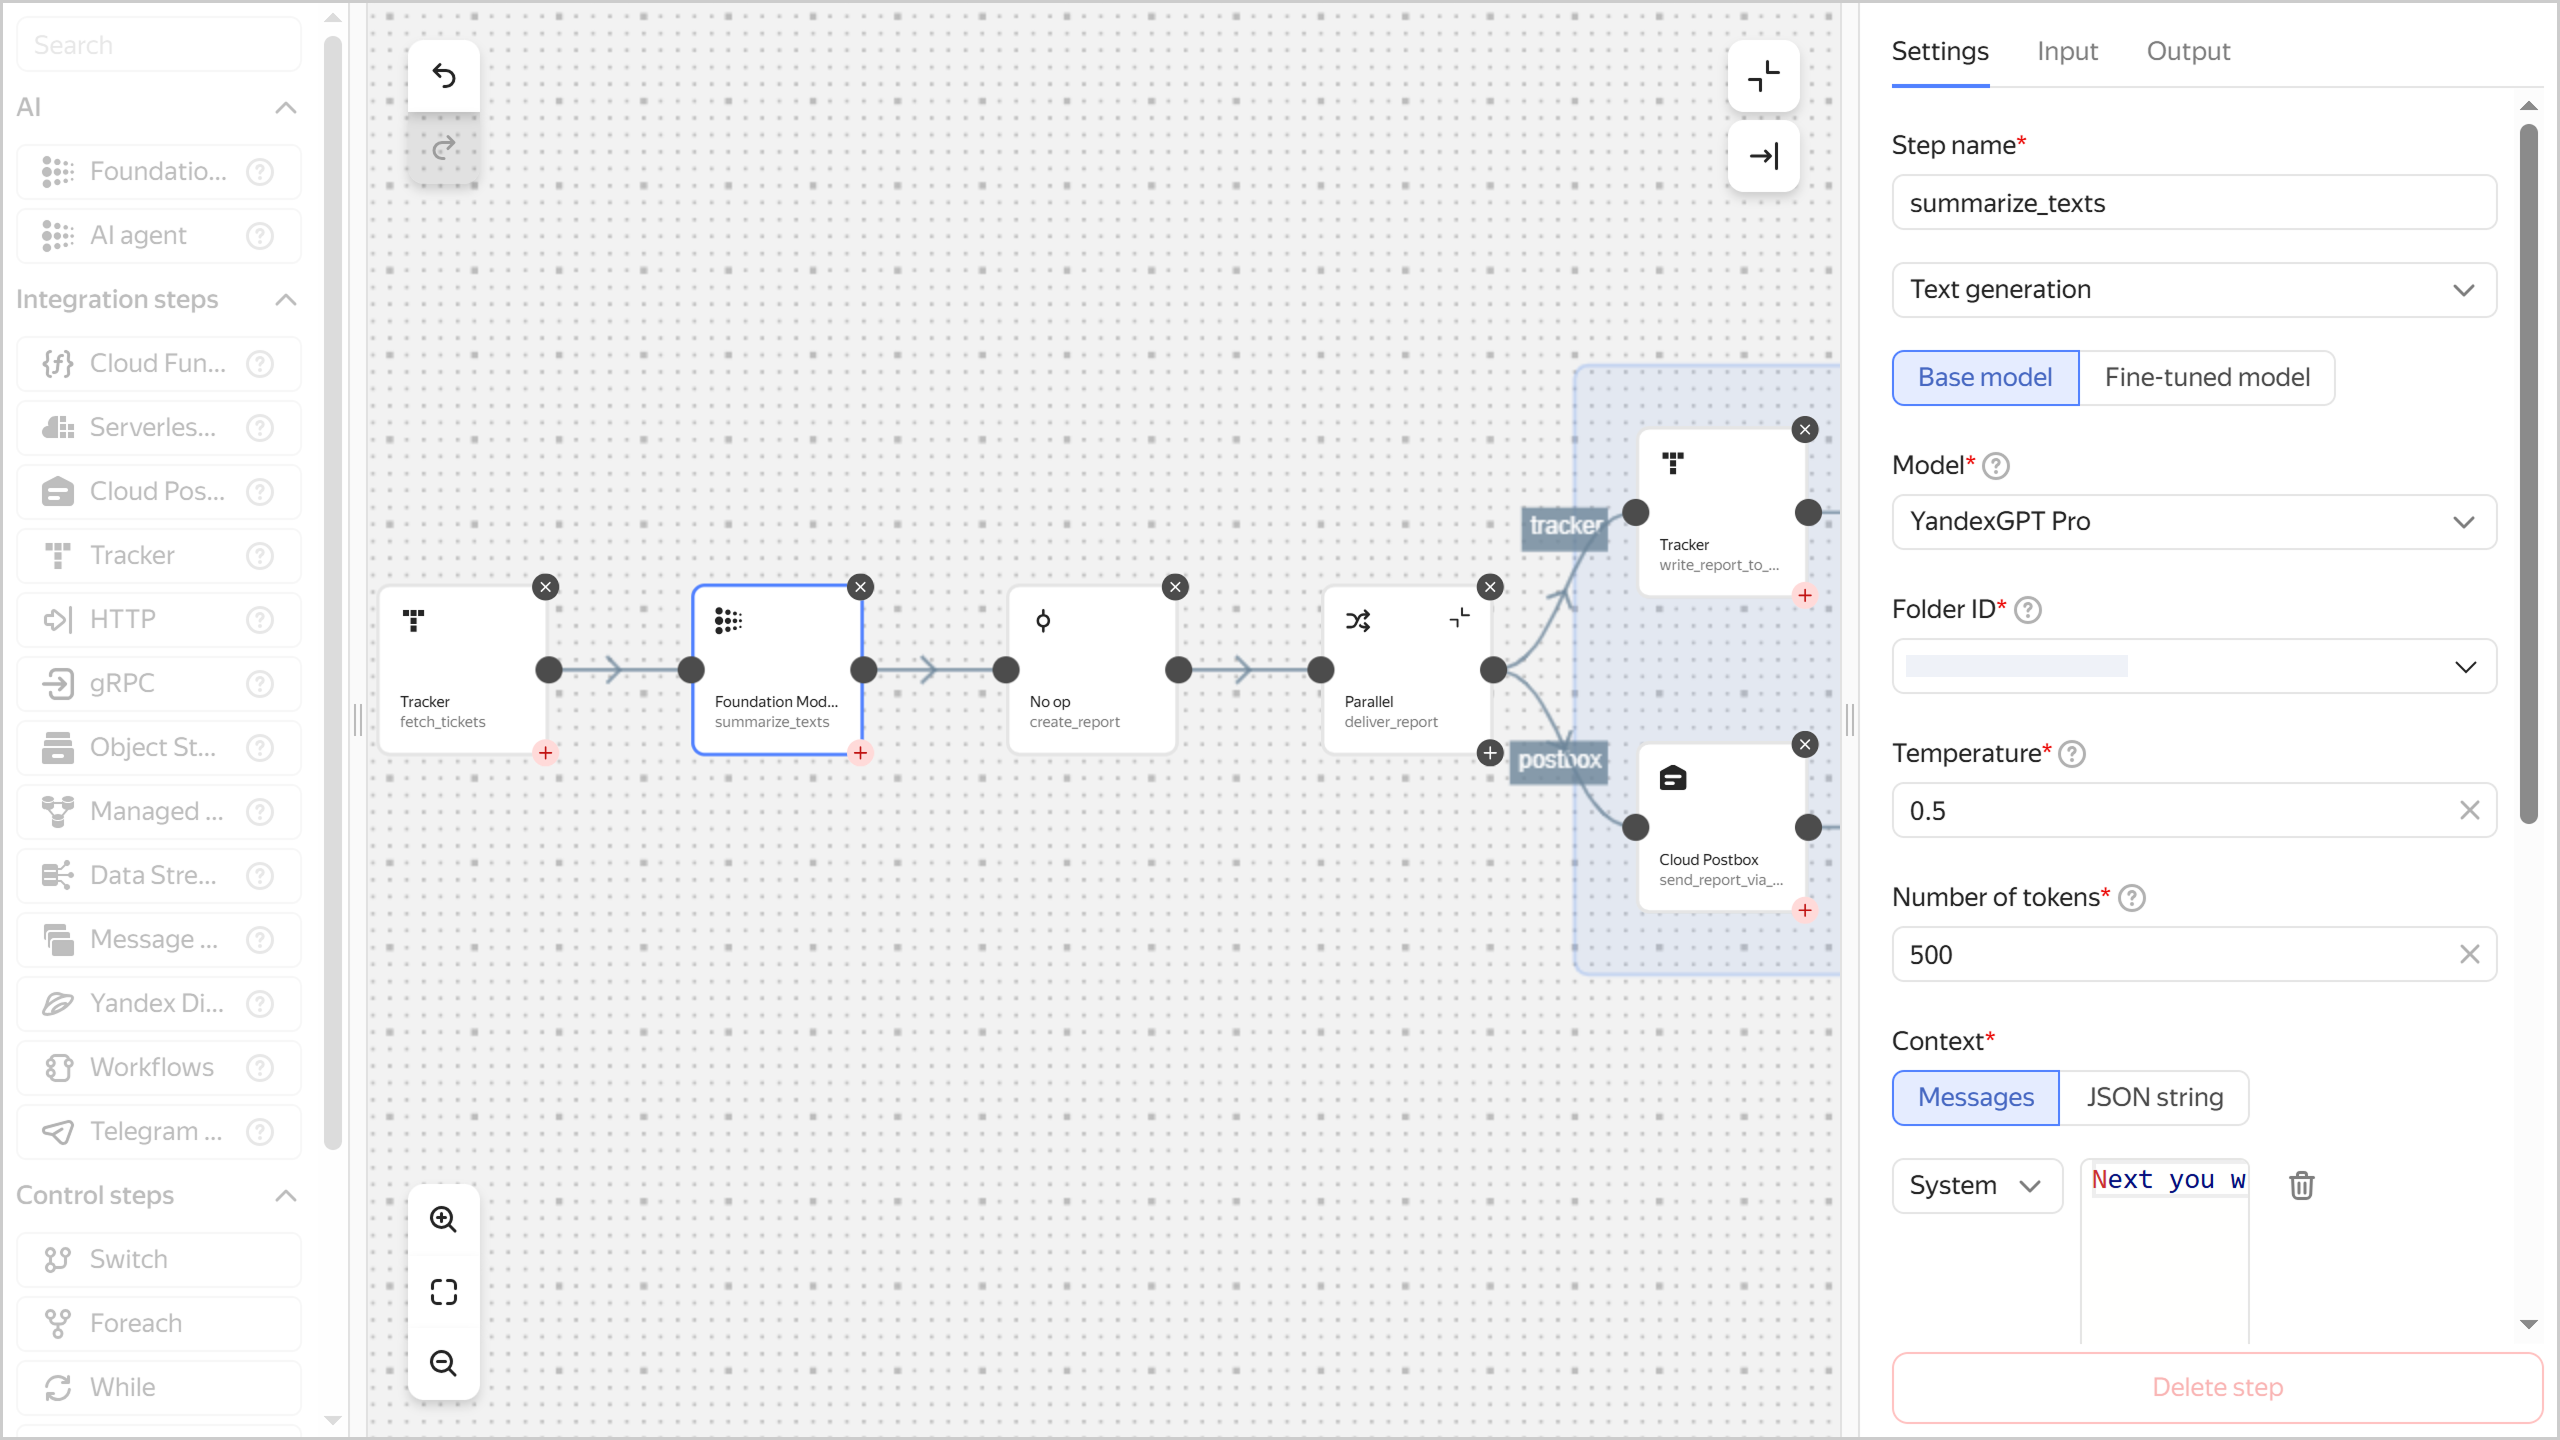 Search
AI
Foundatio...
AI agent
Integration steps
Cloud Fun...
Serverles...
Cloud Pos...
Tracker
HTTP
gRPC
Object St...
Managed ...
Data Stre...
Message ...
Yandex Di...
Workflows
Telegram ...
Control steps
Switch
Foreach
While
Tracker
fetch_tickets
Foundation Mod...
summarize_texts
No op
create_report
Parallel
deliver_report
tracker
postbox
Tracker
write_report_to_...
Cloud Postbox
send_report_via_...
Settings Input Output
Step name*
summarize_texts
Text generation
Base model Fine-tuned model
Model*
YandexGPT Pro
Folder ID*
Temperature*
0.5
Number of tokens*
500
Context*
Messages JSON string
System Next you w
Delete step